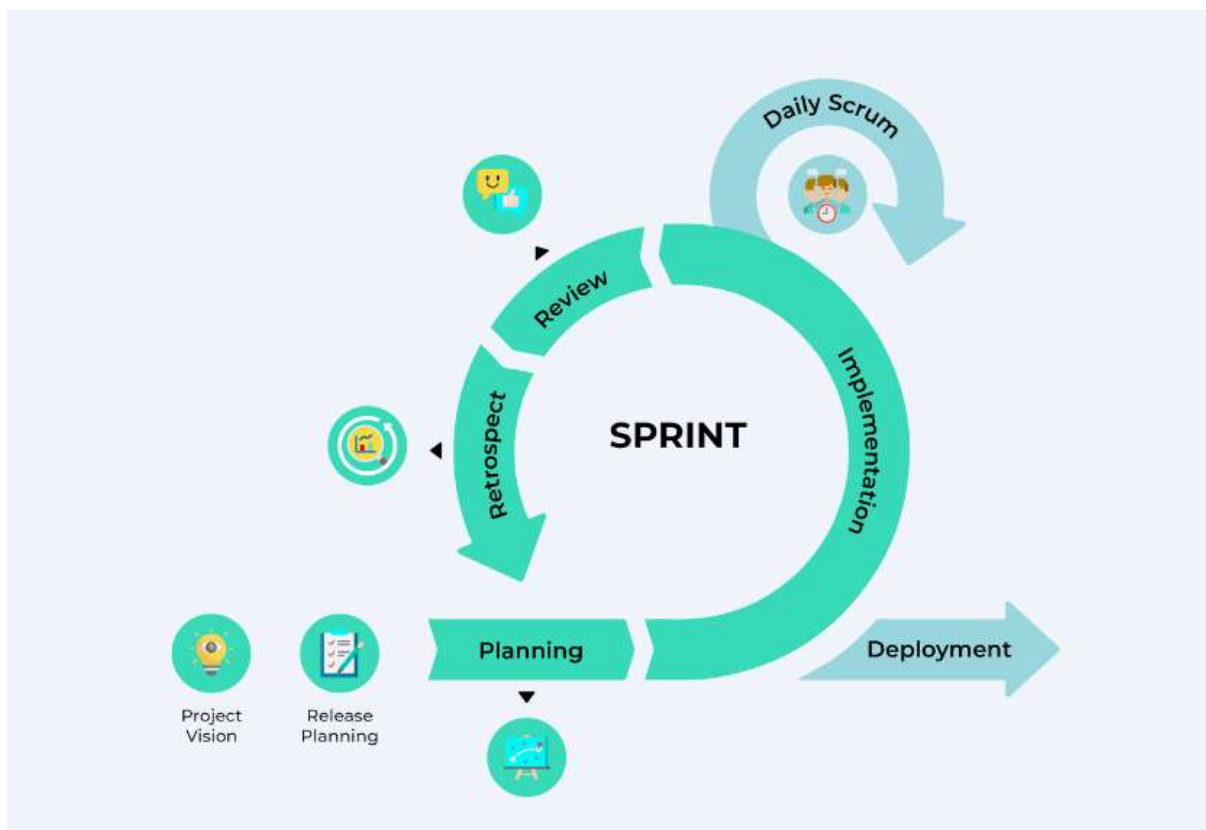 Daily Scrum
Review
Implementation
Retrospect
SPRINT
Planning
Deployment
Project
Vision
Release
Planning